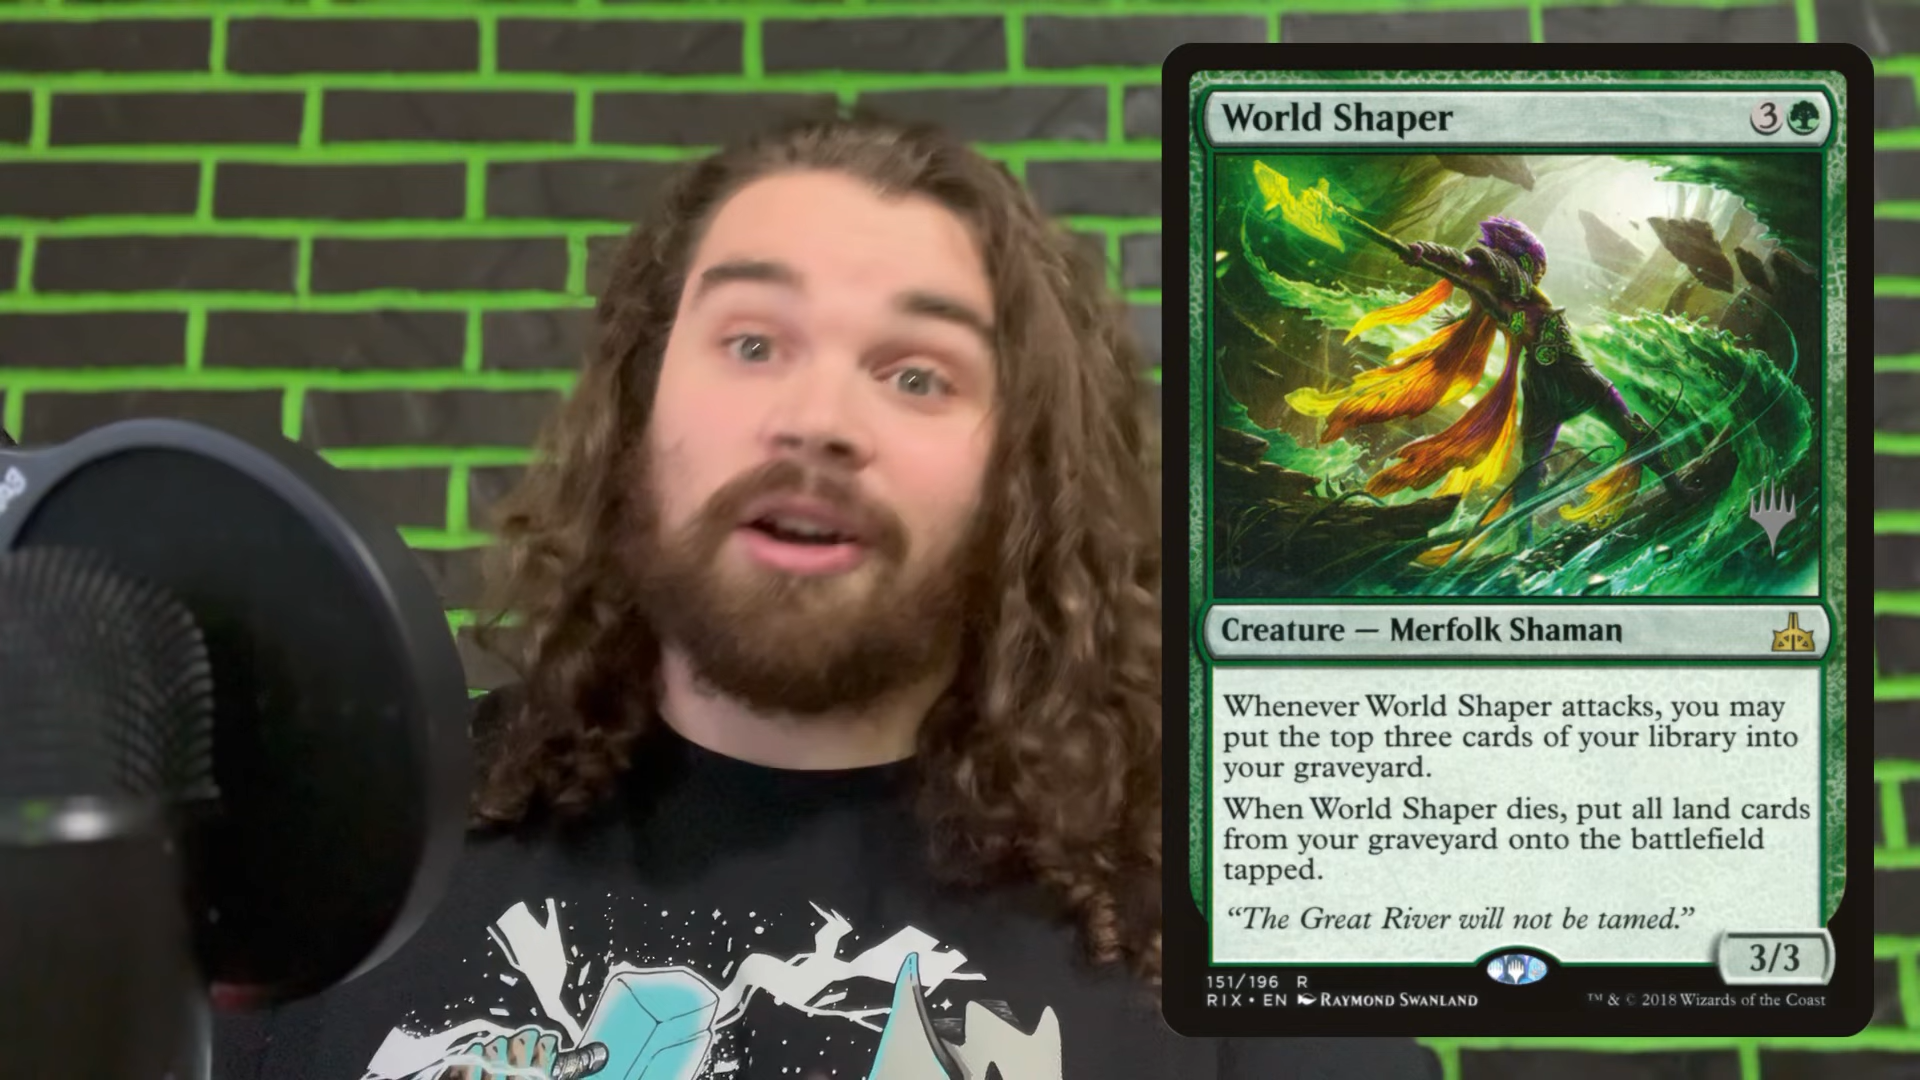 World Shaper
3
Creature — Merfolk Shaman
Whenever World Shaper attacks, you may
put the top three cards of your library into
your graveyard.
When World Shaper dies, put all land cards
from your graveyard onto the battlefield
tapped.
“The Great River will not be tamed.”
3/3
151/196 R
RIX • EN Raymond Swanland
™ & © 2018 Wizards of the Coast